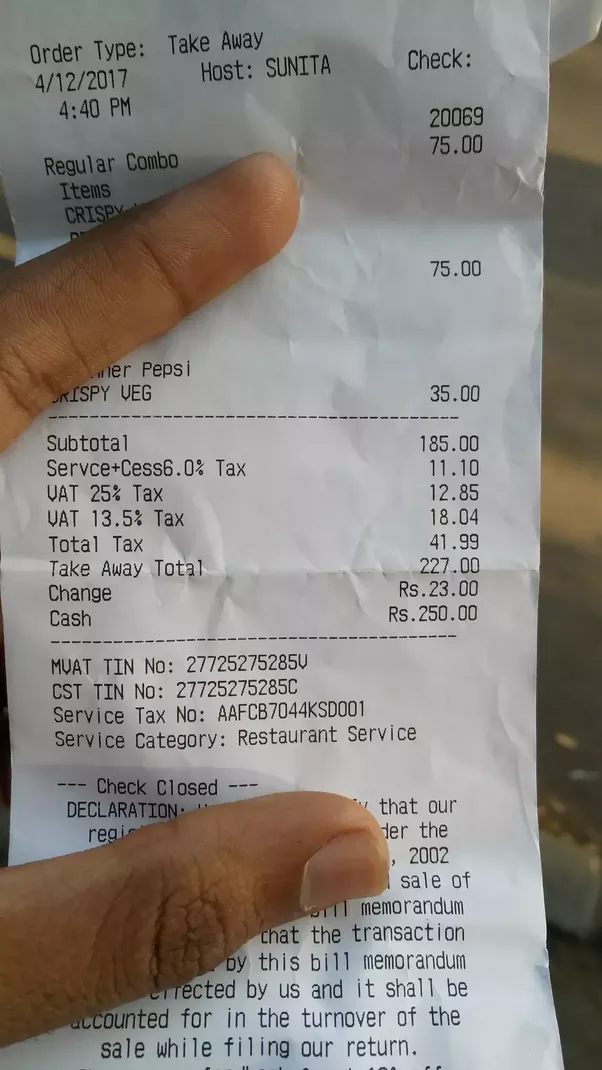 Order Type: Take Away
4/12/2017 Host: SUNITA Check:
4:40 PM 20069
Regular Combo 75.00
Items
CRISPY
75.00
Pepsi
CRISPY VEG 35.00
Subtotal 185.00
Servce+Cess6.0% Tax 11.10
VAT 25% Tax 12.85
VAT 13.5% Tax 18.04
Total Tax 41.99
Take Away Total 227.00
Change Rs.23.00
Cash Rs.250.00
MVAT TIN No: 27725275285V
CST TIN No: 27725275285C
Service Tax No: AAFCB7044KSD001
Service Category: Restaurant Service
--- Check Closed ---
DECLARATION: that our
the
, 2002
sale of
bill memorandum
that the transaction
by this bill memorandum
effected by us and it shall be
accounted for in the turnover of the
sale while filing our return.